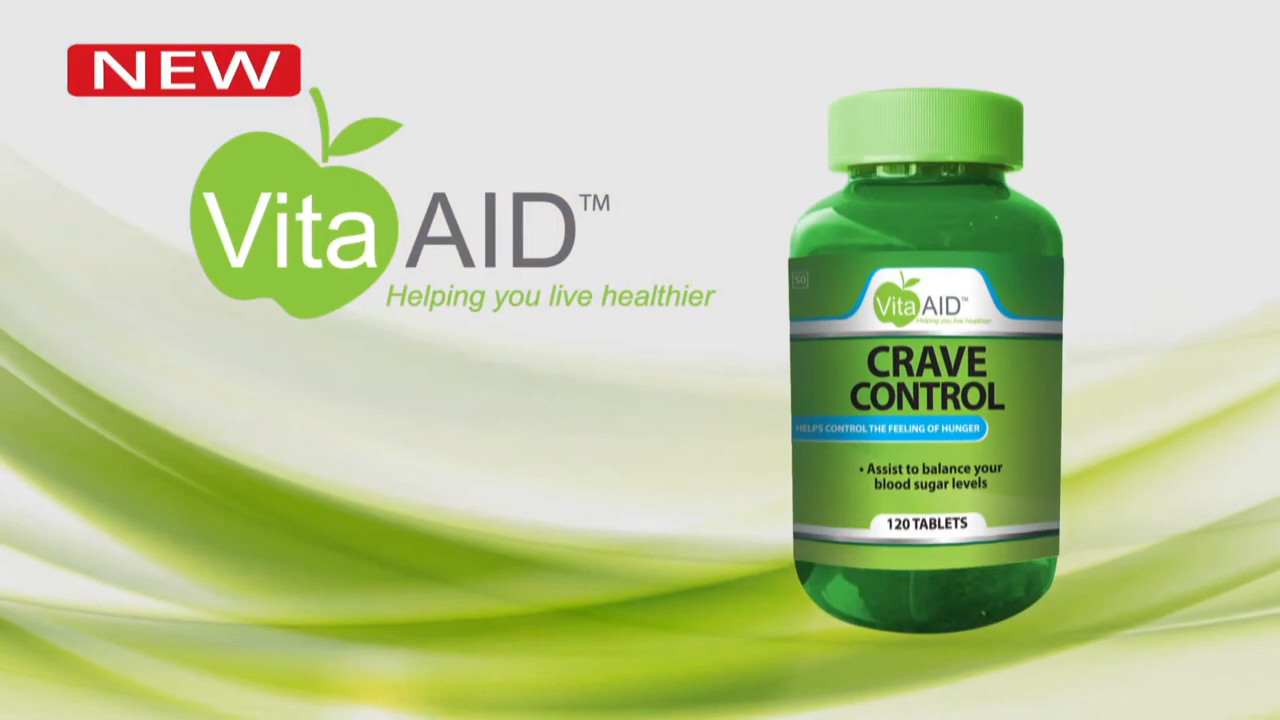 NEW
Vita AID™
Helping you live healthier
S0
Vita AID™
Helping you live healthier
CRAVE
CONTROL
HELPS CONTROL THE FEELING OF HUNGER
• Assist to balance your
blood sugar levels
120 TABLETS